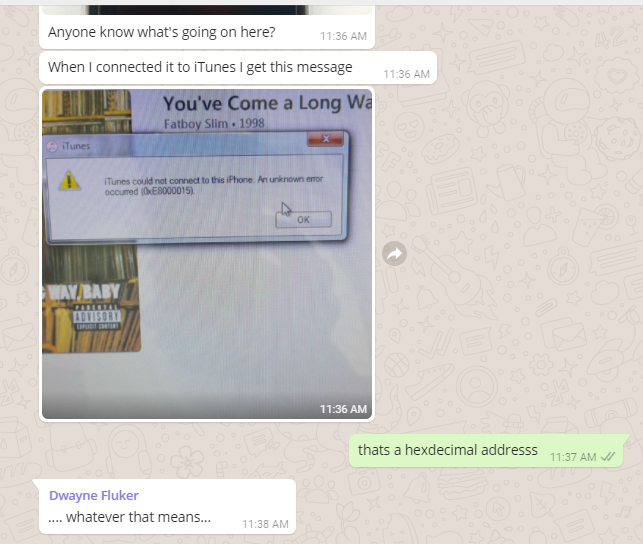 Anyone know what's going on here?
11:36 AM
When I connected it to iTunes I get this message
11:36 AM
You've Come a Long Wa
Fatboy Slim • 1998
iTunes
iTunes could not connect to this iPhone. An unknown error
occurred (0xE8000015).
OK
WAY, BABY
PARENTAL
ADVISORY
EXPLICIT CONTENT
11:36 AM
thats a hexdecimal addresss
11:37 AM
Dwayne Fluker
.... whatever that means...
11:38 AM